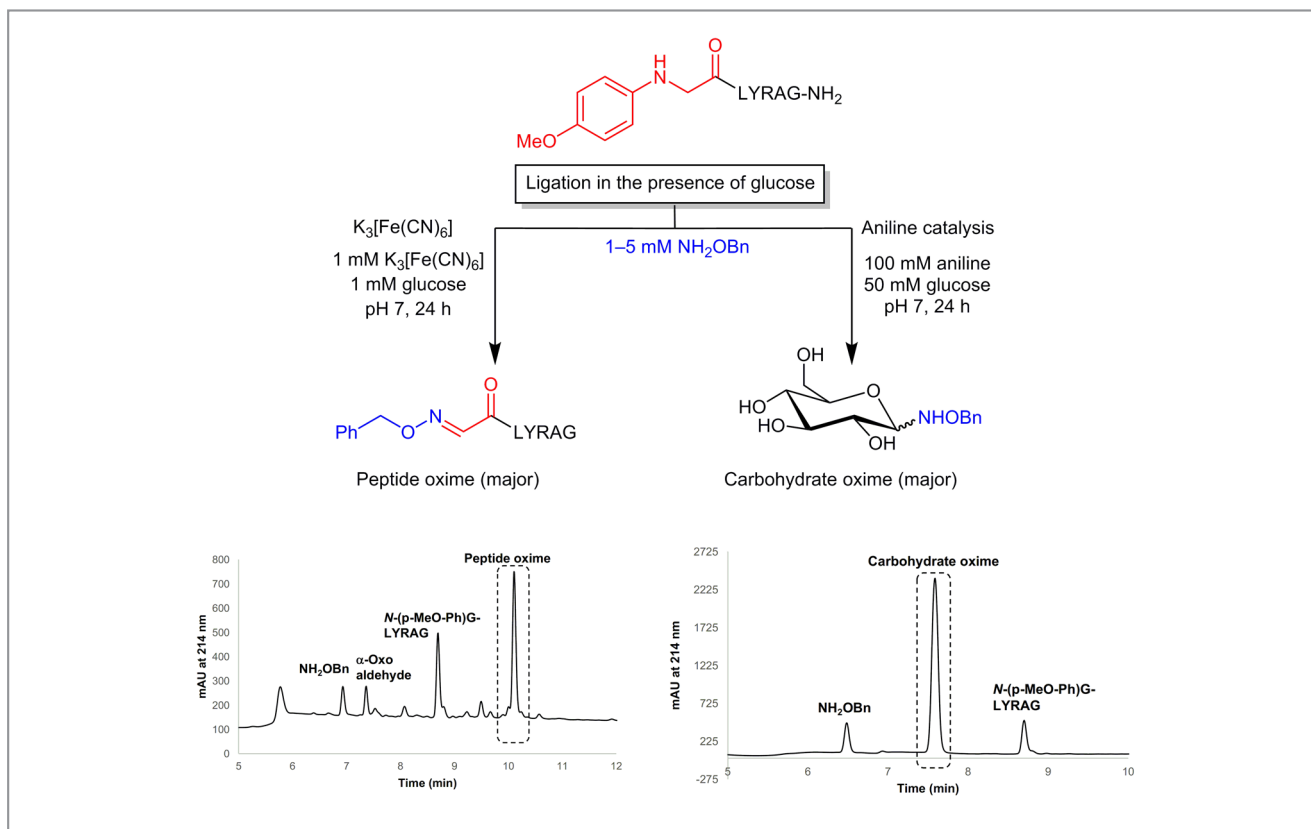 O
H
N
LYRAG-NH₂
MeO
Ligation in the presence of glucose
K₃[Fe(CN)₆]
1 mM K₃[Fe(CN)₆]
1 mM glucose
pH 7, 24 h
1–5 mM NH₂OBn
Aniline catalysis
100 mM aniline
50 mM glucose
pH 7, 24 h
O
Ph
O
N
LYRAG
Peptide oxime (major)
OH
O
HO
HO
OH
NHOBn
Carbohydrate oxime (major)
mAU at 214 nm
800
700
600
500
400
300
200
100
0
Peptide oxime
N-(p-MeO-Ph)G-
LYRAG
NH₂OBn
α-Oxo
aldehyde
5 6 7 8 9 10 11 12
Time (min)
mAU at 214 nm
2725
2225
1725
1225
725
225
-275
Carbohydrate oxime
NH₂OBn
N-(p-MeO-Ph)G-
LYRAG
5 6 7 8 9 10
Time (min)